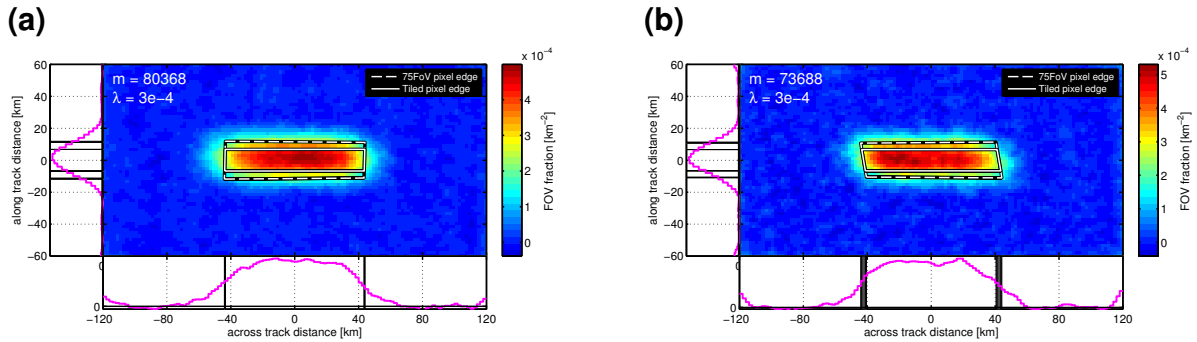 (a)
(b)
x 10⁻⁴
m = 80368
λ = 3e−4
75FoV pixel edge
Tiled pixel edge
60
40
20
0
−20
−40
−60
along track distance [km]
0
0
−120
−80
−40
0
40
80
120
across track distance [km]
4
3
2
1
0
FOV fraction [km⁻²]
x 10⁻⁴
m = 73688
λ = 3e−4
75FoV pixel edge
Tiled pixel edge
60
40
20
0
−20
−40
−60
along track distance [km]
0
0
−120
−80
−40
0
40
80
120
across track distance [km]
5
4
3
2
1
0
FOV fraction [km⁻²]